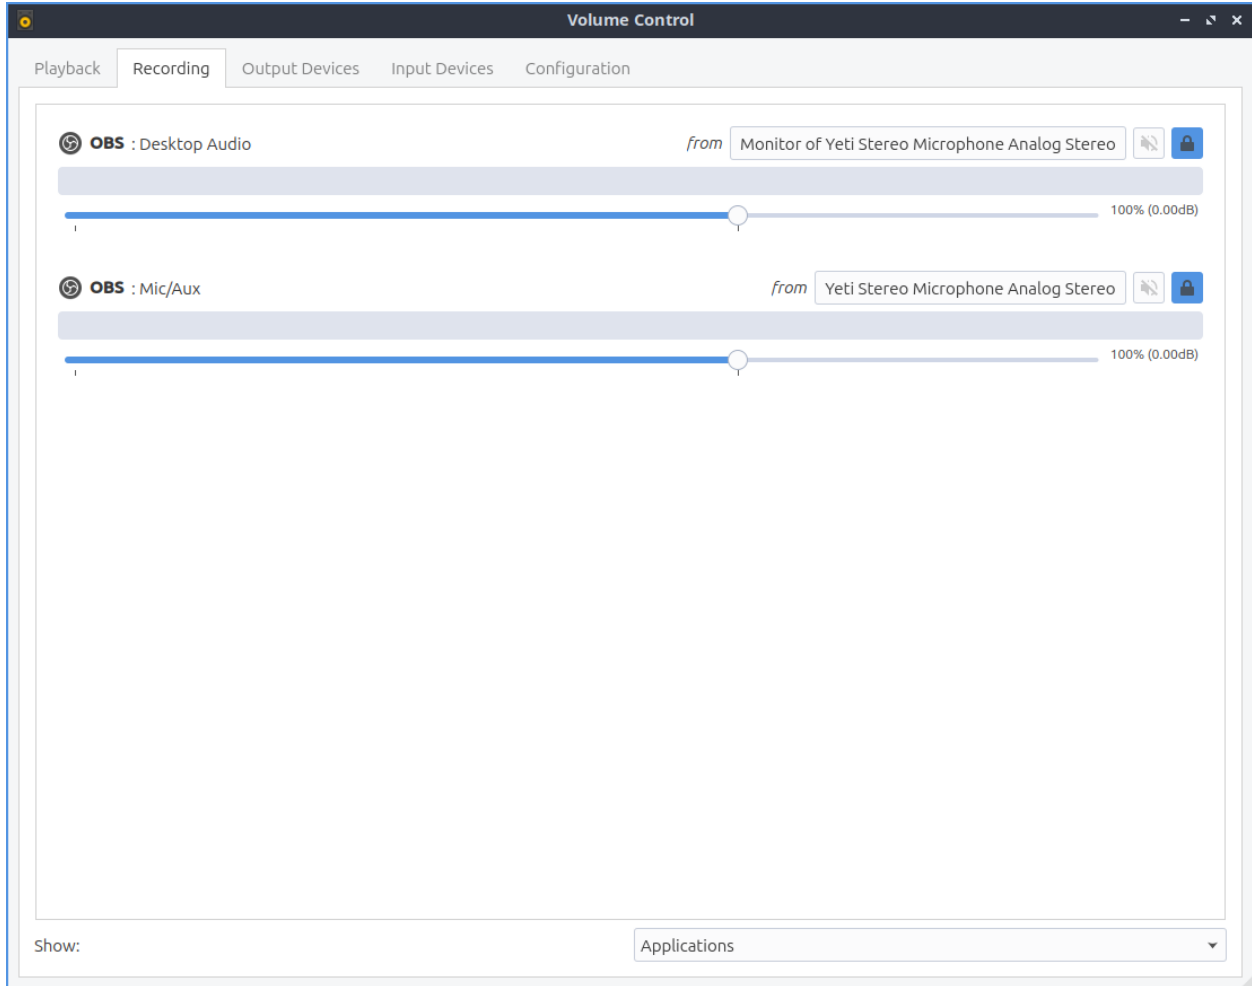 Volume Control
Playback Recording Output Devices Input Devices Configuration
OBS : Desktop Audio from Monitor of Yeti Stereo Microphone Analog Stereo
100% (0.00dB)
OBS : Mic/Aux from Yeti Stereo Microphone Analog Stereo
100% (0.00dB)
Show: Applications